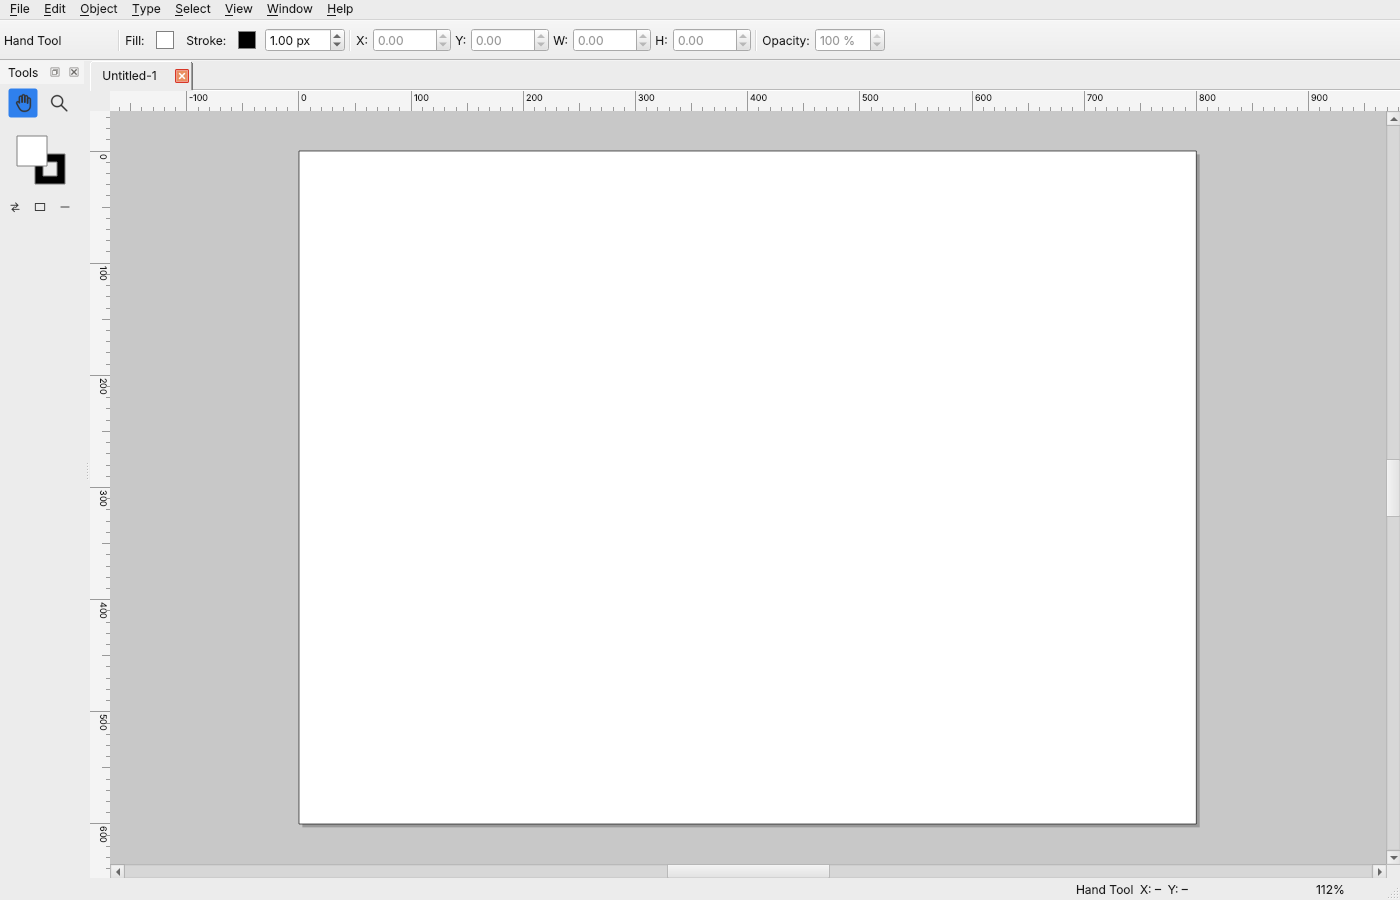 File Edit Object Type Select View Window Help
Hand Tool Fill: Stroke: 1.00 px X: 0.00 Y: 0.00 W: 0.00 H: 0.00 Opacity: 100 %
Tools
Untitled-1
-100 0 100 200 300 400 500 600 700 800 900
0
100
200
300
400
500
600
Hand Tool X: – Y: – 112%